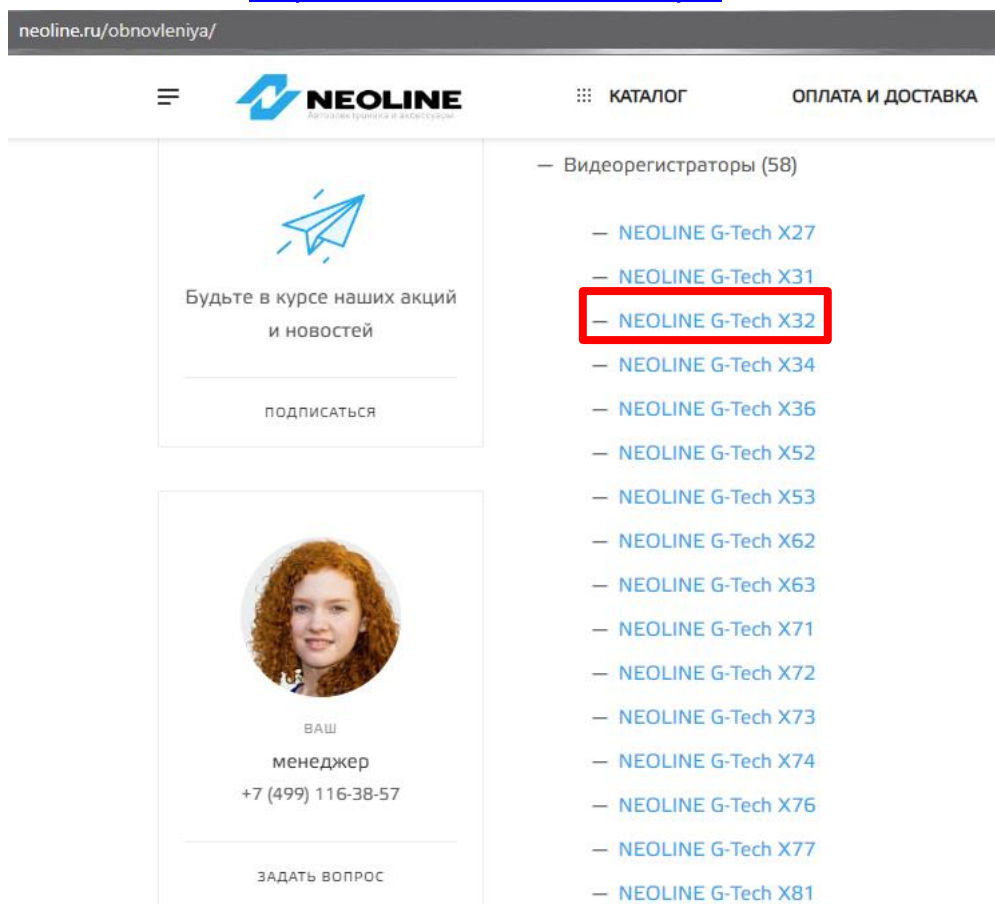 neoline.ru/obnovleniya/
NEOLINE
Автоэлектроника и аксессуары
КАТАЛОГ
ОПЛАТА И ДОСТАВКА
Будьте в курсе наших акций
и новостей
ПОДПИСАТЬСЯ
ВАШ
менеджер
+7 (499) 116-38-57
ЗАДАТЬ ВОПРОС
— Видеорегистраторы (58)
— NEOLINE G-Tech X27
— NEOLINE G-Tech X31
— NEOLINE G-Tech X32
— NEOLINE G-Tech X34
— NEOLINE G-Tech X36
— NEOLINE G-Tech X52
— NEOLINE G-Tech X53
— NEOLINE G-Tech X62
— NEOLINE G-Tech X63
— NEOLINE G-Tech X71
— NEOLINE G-Tech X72
— NEOLINE G-Tech X73
— NEOLINE G-Tech X74
— NEOLINE G-Tech X76
— NEOLINE G-Tech X77
— NEOLINE G-Tech X81